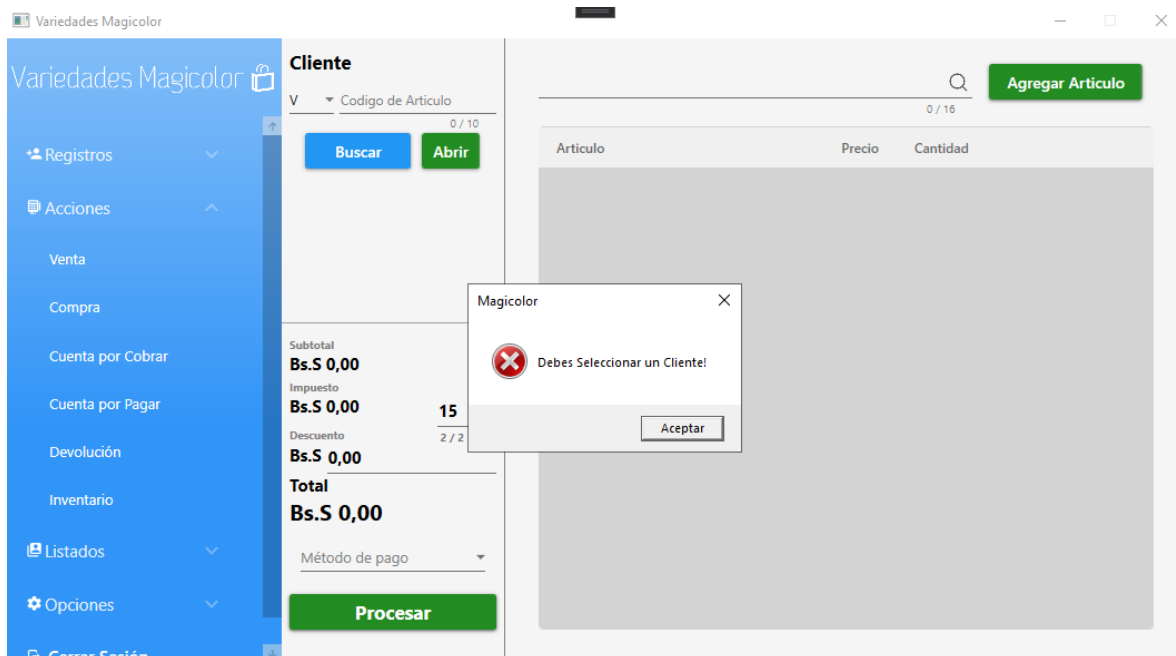 Variedades Magicolor
Variedades Magicolor
Registros
Acciones
Venta
Compra
Cuenta por Cobrar
Cuenta por Pagar
Devolución
Inventario
Listados
Opciones
Cerrar Sesión
Cliente
V Codigo de Articulo
0 / 10
Buscar Abrir
Subtotal
Bs.S 0,00
Impuesto
Bs.S 0,00 15
2 / 2
Descuento
Bs.S 0,00
Total
Bs.S 0,00
Método de pago
Procesar
Agregar Articulo
0 / 16
Articulo Precio Cantidad
Magicolor
Debes Seleccionar un Cliente!
Aceptar